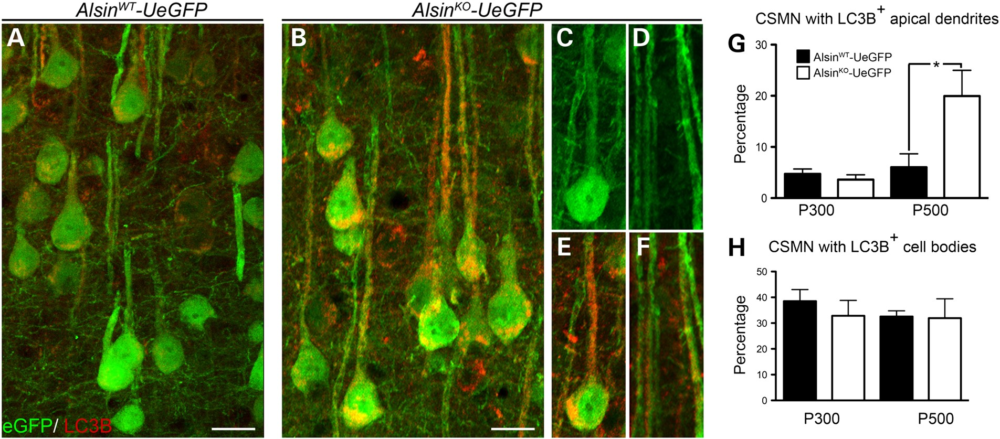 Alsin^WT-UeGFP
Alsin^KO-UeGFP
A
B
C
D
E
F
eGFP/ LC3B
G
CSMN with LC3B^+ apical dendrites
Percentage
30
20
10
0
Alsin^WT-UeGFP
Alsin^KO-UeGFP
*
P300 P500
H
CSMN with LC3B^+ cell bodies
Percentage
50
40
30
20
10
0
P300 P500